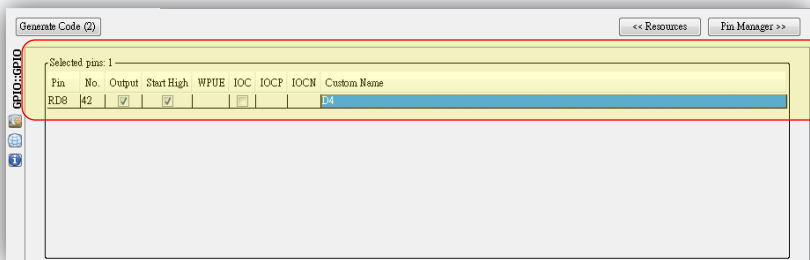 Generate Code (2) << Resources Pin Manager >>
GPIO::GPIO
Selected pins: 1
Pin No. Output Start High WPUE IOC IOCP IOCN Custom Name
RD8 42 D4